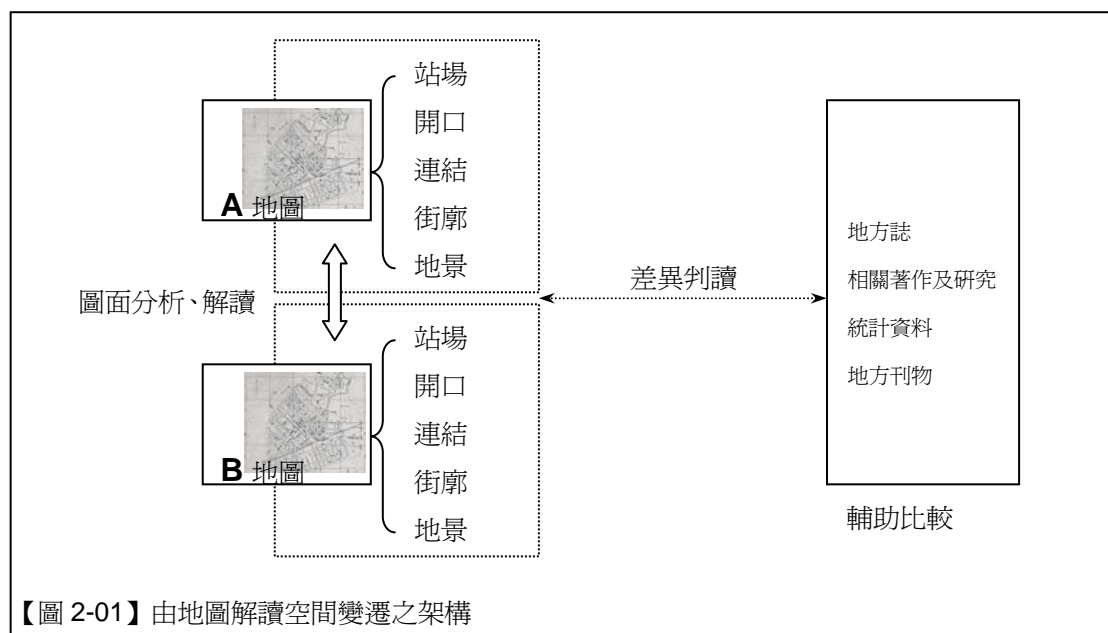 站場
開口
連結
街廓
地景
A 地圖
圖面分析、解讀
站場
開口
連結
街廓
地景
B 地圖
差異判讀
地方誌
相關著作及研究
統計資料
地方刊物
輔助比較
【圖 2-01】由地圖解讀空間變遷之架構